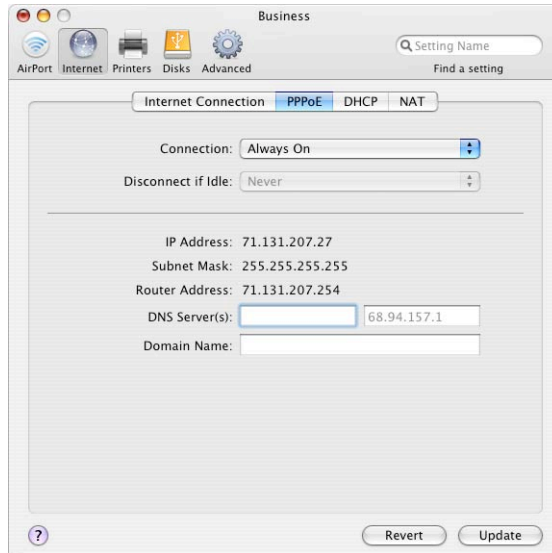 Business
Setting Name
AirPort Internet Printers Disks Advanced Find a setting
Internet Connection PPPoE DHCP NAT
Connection: Always On
Disconnect if Idle: Never
IP Address: 71.131.207.27
Subnet Mask: 255.255.255.255
Router Address: 71.131.207.254
DNS Server(s): 68.94.157.1
Domain Name:
? Revert Update